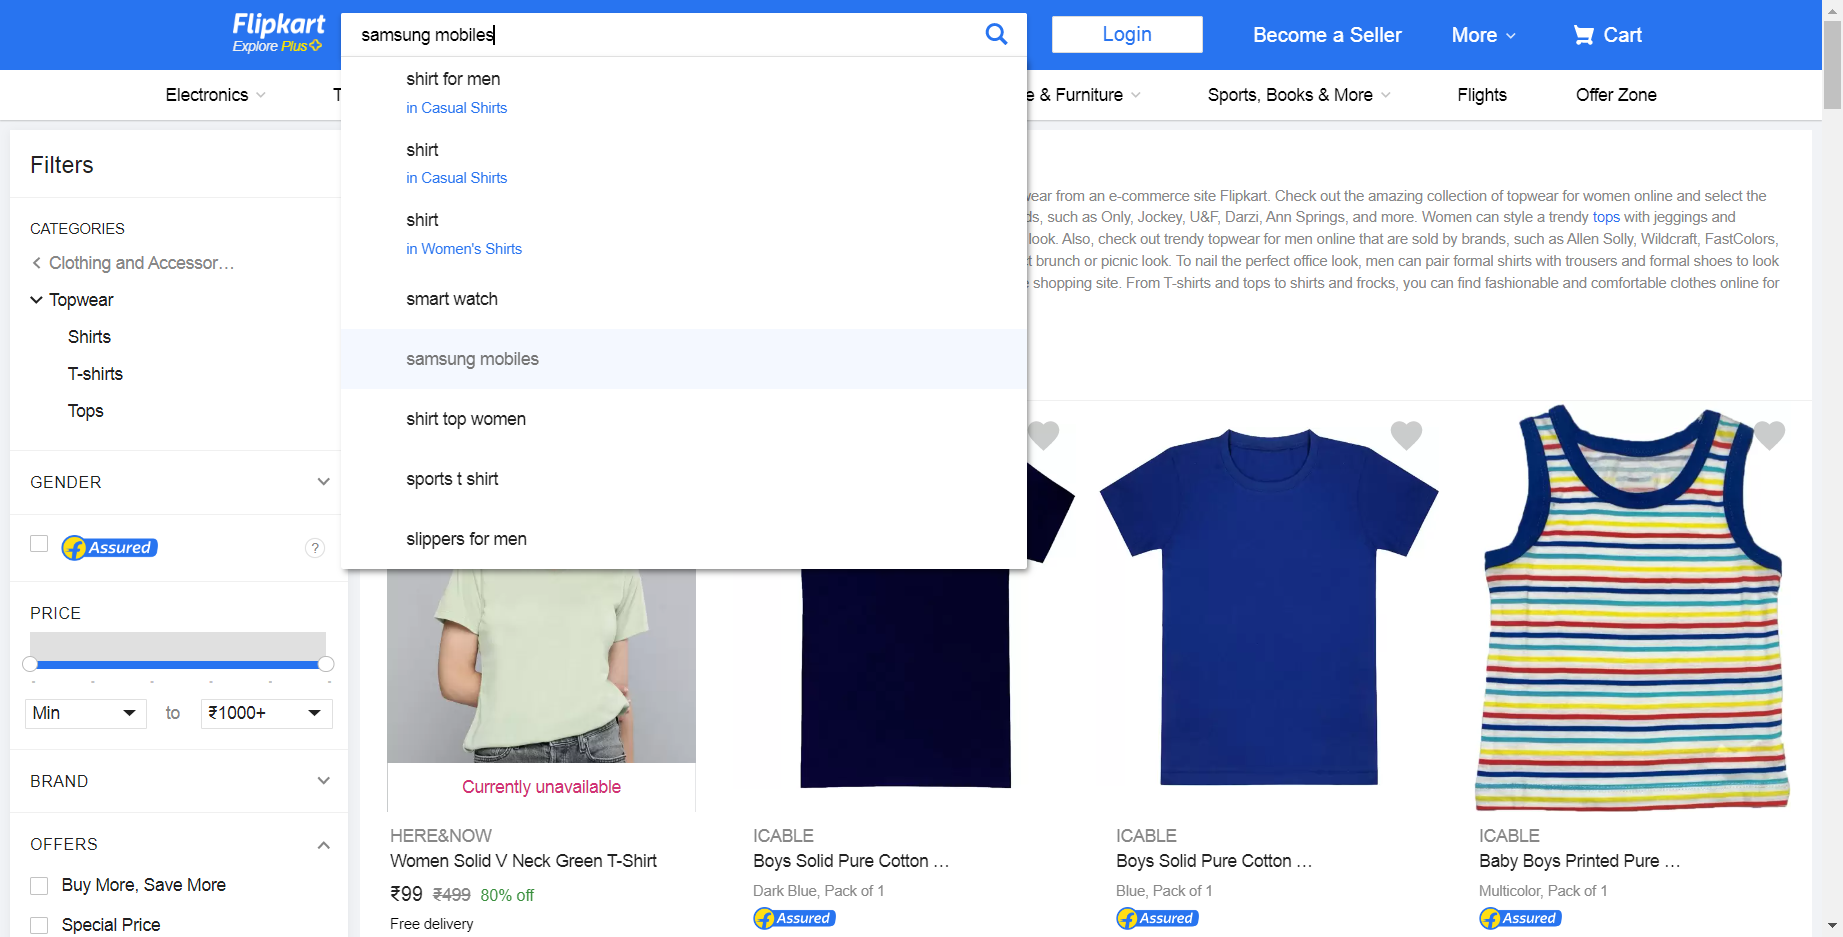 Flipkart
Explore Plus
samsung mobiles
Login
Become a Seller
More
Cart
Electronics
T
e & Furniture
Sports, Books & More
Flights
Offer Zone
shirt for men
in Casual Shirts
shirt
in Casual Shirts
shirt
in Women's Shirts
smart watch
samsung mobiles
shirt top women
sports t shirt
slippers for men
Filters
CATEGORIES
Clothing and Accessor...
Topwear
Shirts
T-shirts
Tops
GENDER
Assured
?
PRICE
Min
to
₹1000+
BRAND
OFFERS
Buy More, Save More
Special Price
wear from an e-commerce site Flipkart. Check out the amazing collection of topwear for women online and select the
ds, such as Only, Jockey, U&F, Darzi, Ann Springs, and more. Women can style a trendy tops with jeggings and
look. Also, check out trendy topwear for men online that are sold by brands, such as Allen Solly, Wildcraft, FastColors,
t brunch or picnic look. To nail the perfect office look, men can pair formal shirts with trousers and formal shoes to look
shopping site. From T-shirts and tops to shirts and frocks, you can find fashionable and comfortable clothes online for
Currently unavailable
HERE&NOW
Women Solid V Neck Green T-Shirt
₹99 ₹499 80% off
Free delivery
ICABLE
Boys Solid Pure Cotton ...
Dark Blue, Pack of 1
Assured
ICABLE
Boys Solid Pure Cotton ...
Blue, Pack of 1
Assured
ICABLE
Baby Boys Printed Pure ...
Multicolor, Pack of 1
Assured